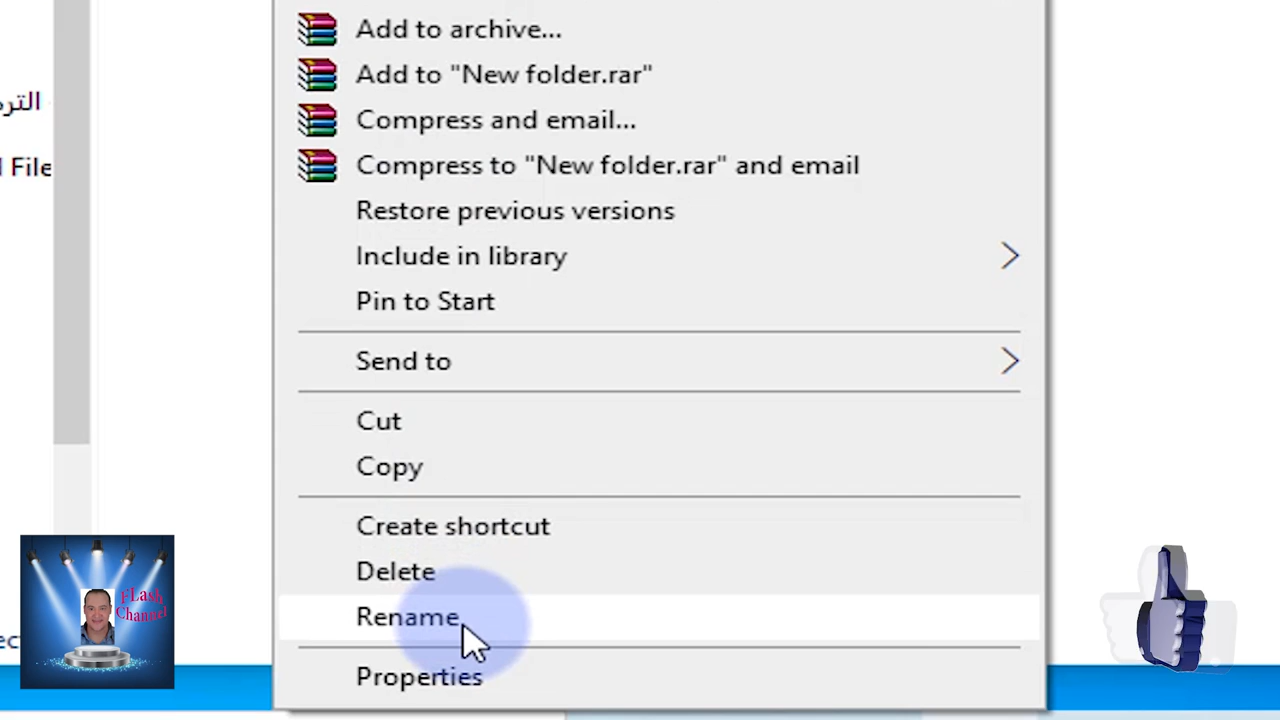 Add to archive...
Add to "New folder.rar"
Compress and email...
Compress to "New folder.rar" and email
Restore previous versions
Include in library
Pin to Start
Send to
Cut
Copy
Create shortcut
Delete
Rename
Properties
File
FLash
Channel